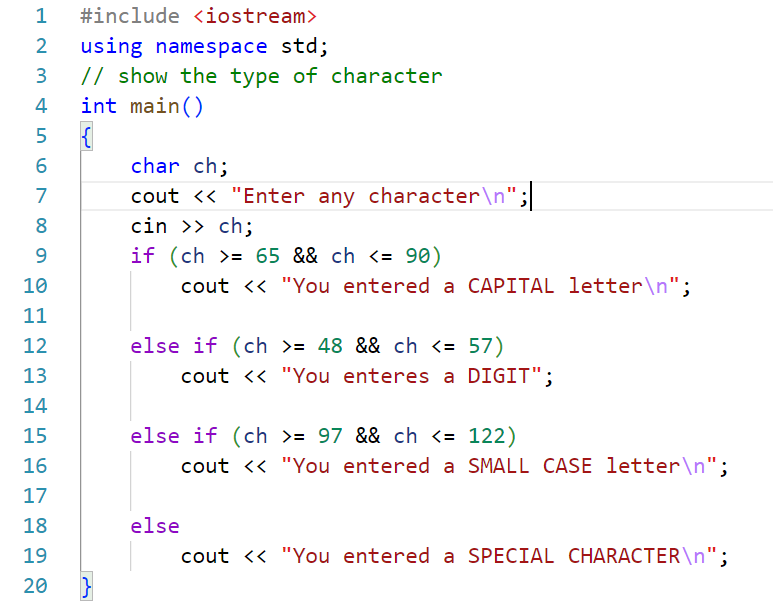 1 #include <iostream>
2 using namespace std;
3 // show the type of character
4 int main()
5 {
6     char ch;
7     cout << "Enter any character\n";
8     cin >> ch;
9     if (ch >= 65 && ch <= 90)
10         cout << "You entered a CAPITAL letter\n";
11
12     else if (ch >= 48 && ch <= 57)
13         cout << "You enteres a DIGIT";
14
15     else if (ch >= 97 && ch <= 122)
16         cout << "You entered a SMALL CASE letter\n";
17
18     else
19         cout << "You entered a SPECIAL CHARACTER\n";
20 }